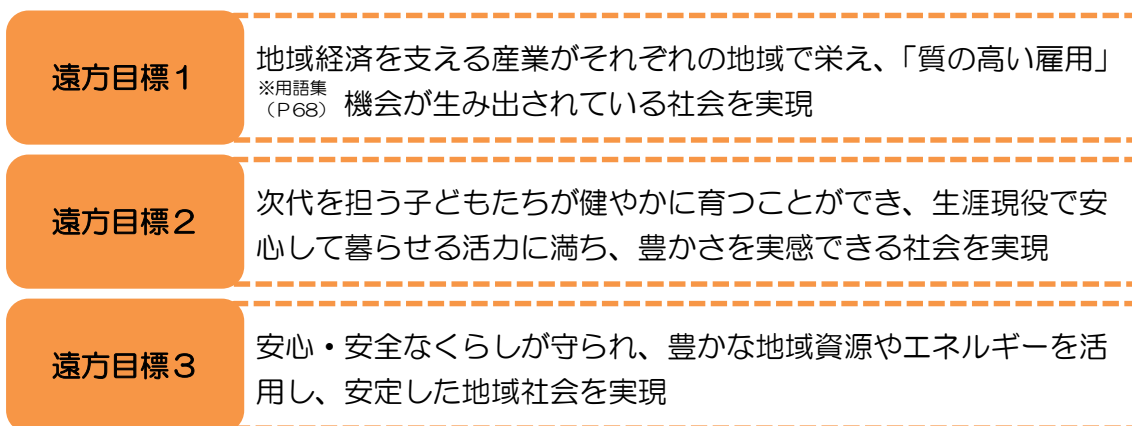 遠方目標1
地域経済を支える産業がそれぞれの地域で栄え、「質の高い雇用」
※用語集
(P68)
機会が生み出されている社会を実現
遠方目標2
次代を担う子どもたちが健やかに育つことができ、生涯現役で安
心して暮らせる活力に満ち、豊かさを実感できる社会を実現
遠方目標3
安心・安全なくらしが守られ、豊かな地域資源やエネルギーを活
用し、安定した地域社会を実現